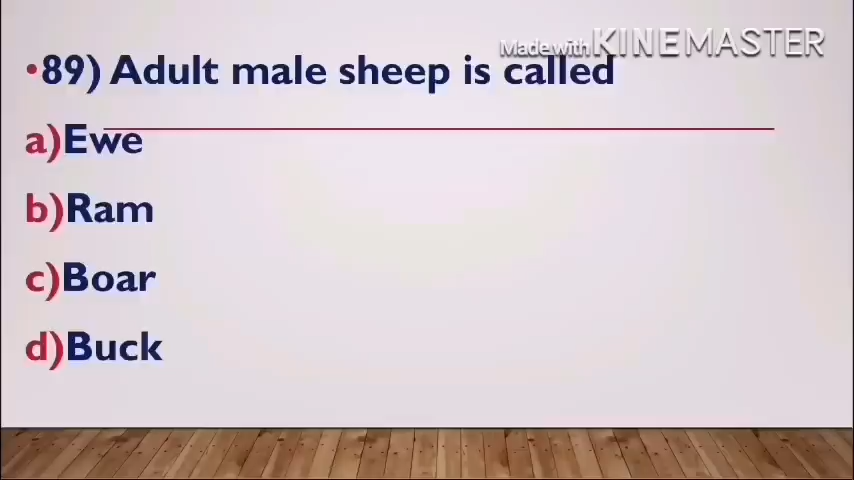 Made with KINEMASTER
•89) Adult male sheep is called
a)Ewe
b)Ram
c)Boar
d)Buck